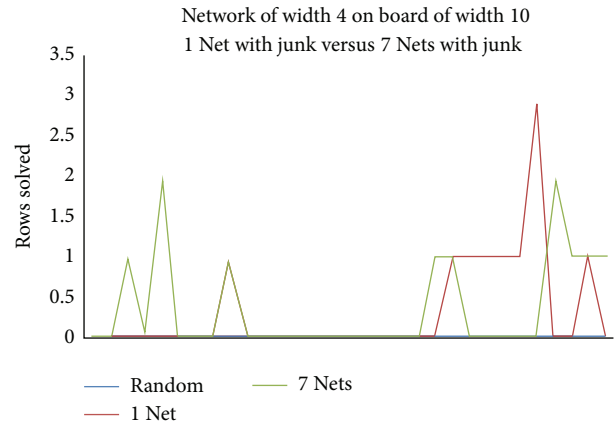 Network of width 4 on board of width 10
1 Net with junk versus 7 Nets with junk
3.5
3
2.5
2
1.5
1
0.5
0
Rows solved
Random
7 Nets
1 Net